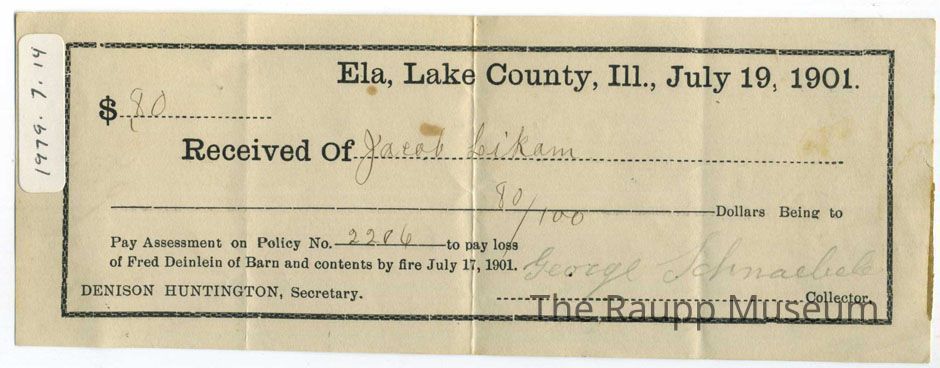 1979.7.14
Ela, Lake County, Ill., July 19, 1901.
$ 80
Received Of Jacob Likam
80/100 Dollars Being to
Pay Assessment on Policy No. 2206 to pay loss
of Fred Deinlein of Barn and contents by fire July 17, 1901.
George Schnaebele
DENISON HUNTINGTON, Secretary.
Collector.
The Raupp Museum